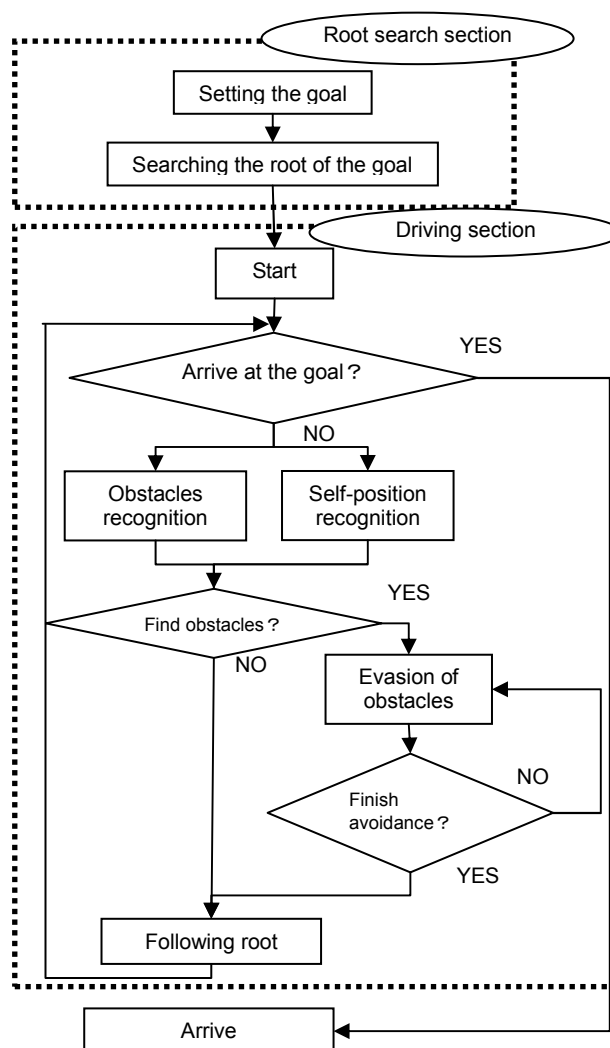 Root search section
Setting the goal
Searching the root of the goal
Driving section
Start
YES
Arrive at the goal？
NO
Obstacles
recognition
Self-position
recognition
YES
Find obstacles？
NO
Evasion of
obstacles
NO
Finish
avoidance？
YES
Following root
Arrive